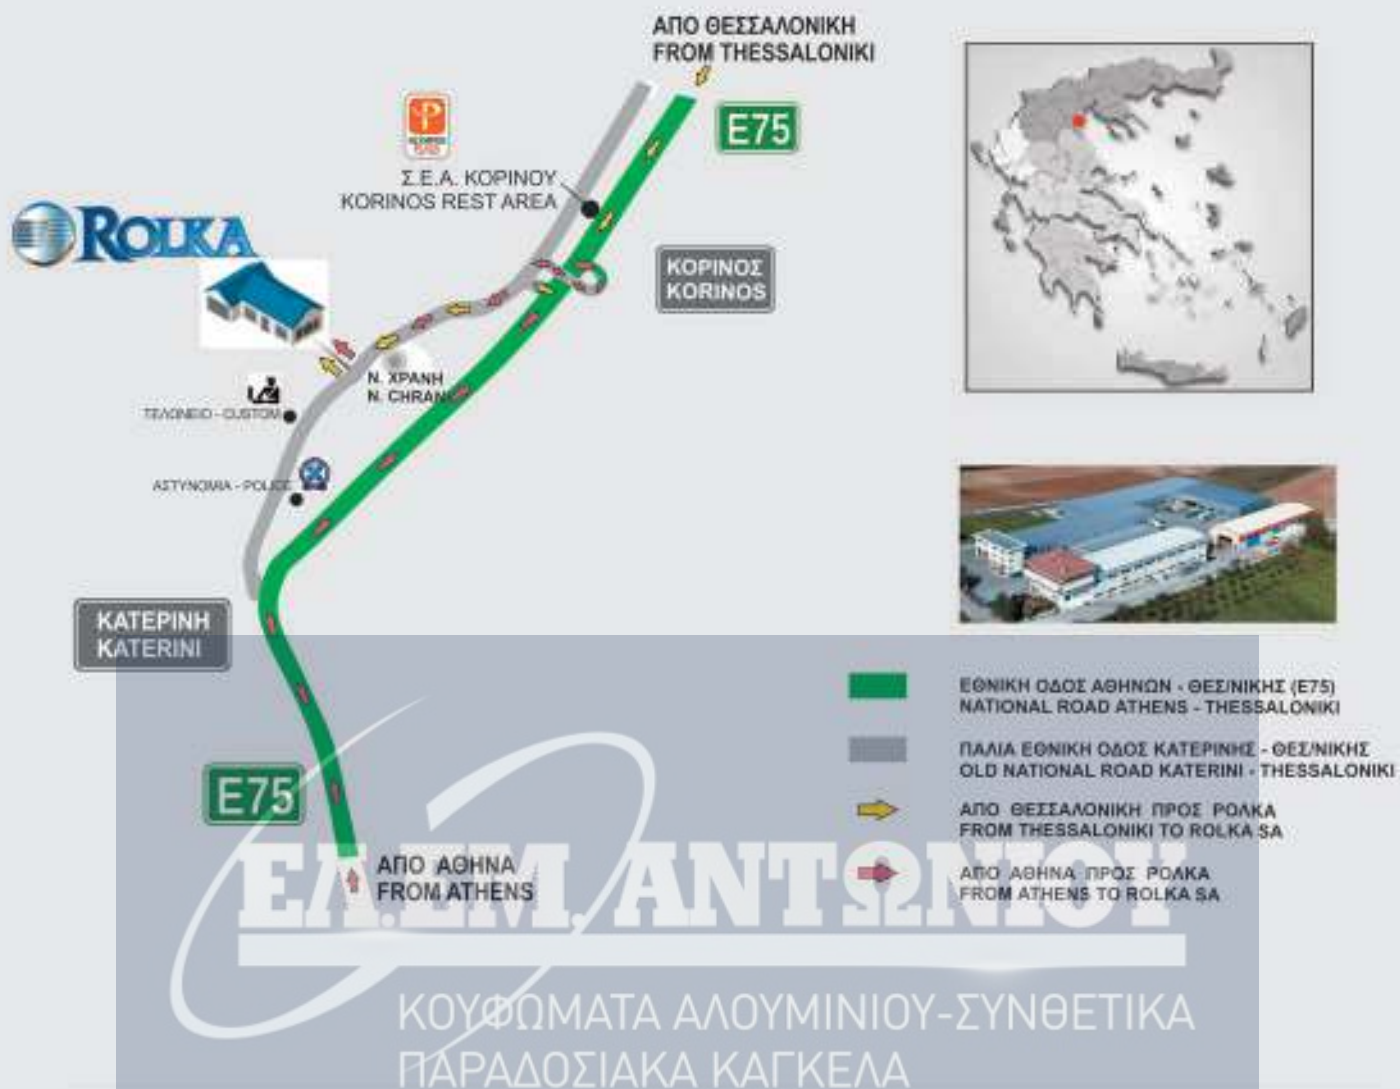 ΑΠΟ ΘΕΣΣΑΛΟΝΙΚΗ
FROM THESSALONIKI
E75
Σ.Ε.Α. ΚΟΡΙΝΟΥ
KORINOS REST AREA
ROLKA
ΚΟΡΙΝΟΣ
KORINOS
Ν. ΧΡΑΝΗ
N. CHRANI
ΤΕΛΩΝΕΙΟ - CUSTOM
ΑΣΤΥΝΟΜΙΑ - POLICE
ΚΑΤΕΡΙΝΗ
KATERINI
E75
ΑΠΟ ΑΘΗΝΑ
FROM ATHENS
ΕΘΝΙΚΗ ΟΔΟΣ ΑΘΗΝΩΝ - ΘΕΣ/ΝΙΚΗΣ (E75)
NATIONAL ROAD ATHENS - THESSALONIKI
ΠΑΛΙΑ ΕΘΝΙΚΗ ΟΔΟΣ ΚΑΤΕΡΙΝΗΣ - ΘΕΣ/ΝΙΚΗΣ
OLD NATIONAL ROAD KATERINI - THESSALONIKI
ΑΠΟ ΘΕΣΣΑΛΟΝΙΚΗ ΠΡΟΣ ΡΟΛΚΑ
FROM THESSALONIKI TO ROLKA SA
ΑΠΟ ΑΘΗΝΑ ΠΡΟΣ ΡΟΛΚΑ
FROM ATHENS TO ROLKA SA
ΕΛ.ΣΜ. ΑΝΤΩΝΙΟΥ
ΚΟΥΦΩΜΑΤΑ ΑΛΟΥΜΙΝΙΟΥ-ΣΥΝΘΕΤΙΚΑ
ΠΑΡΑΔΟΣΙΑΚΑ ΚΑΓΚΕΛΑ